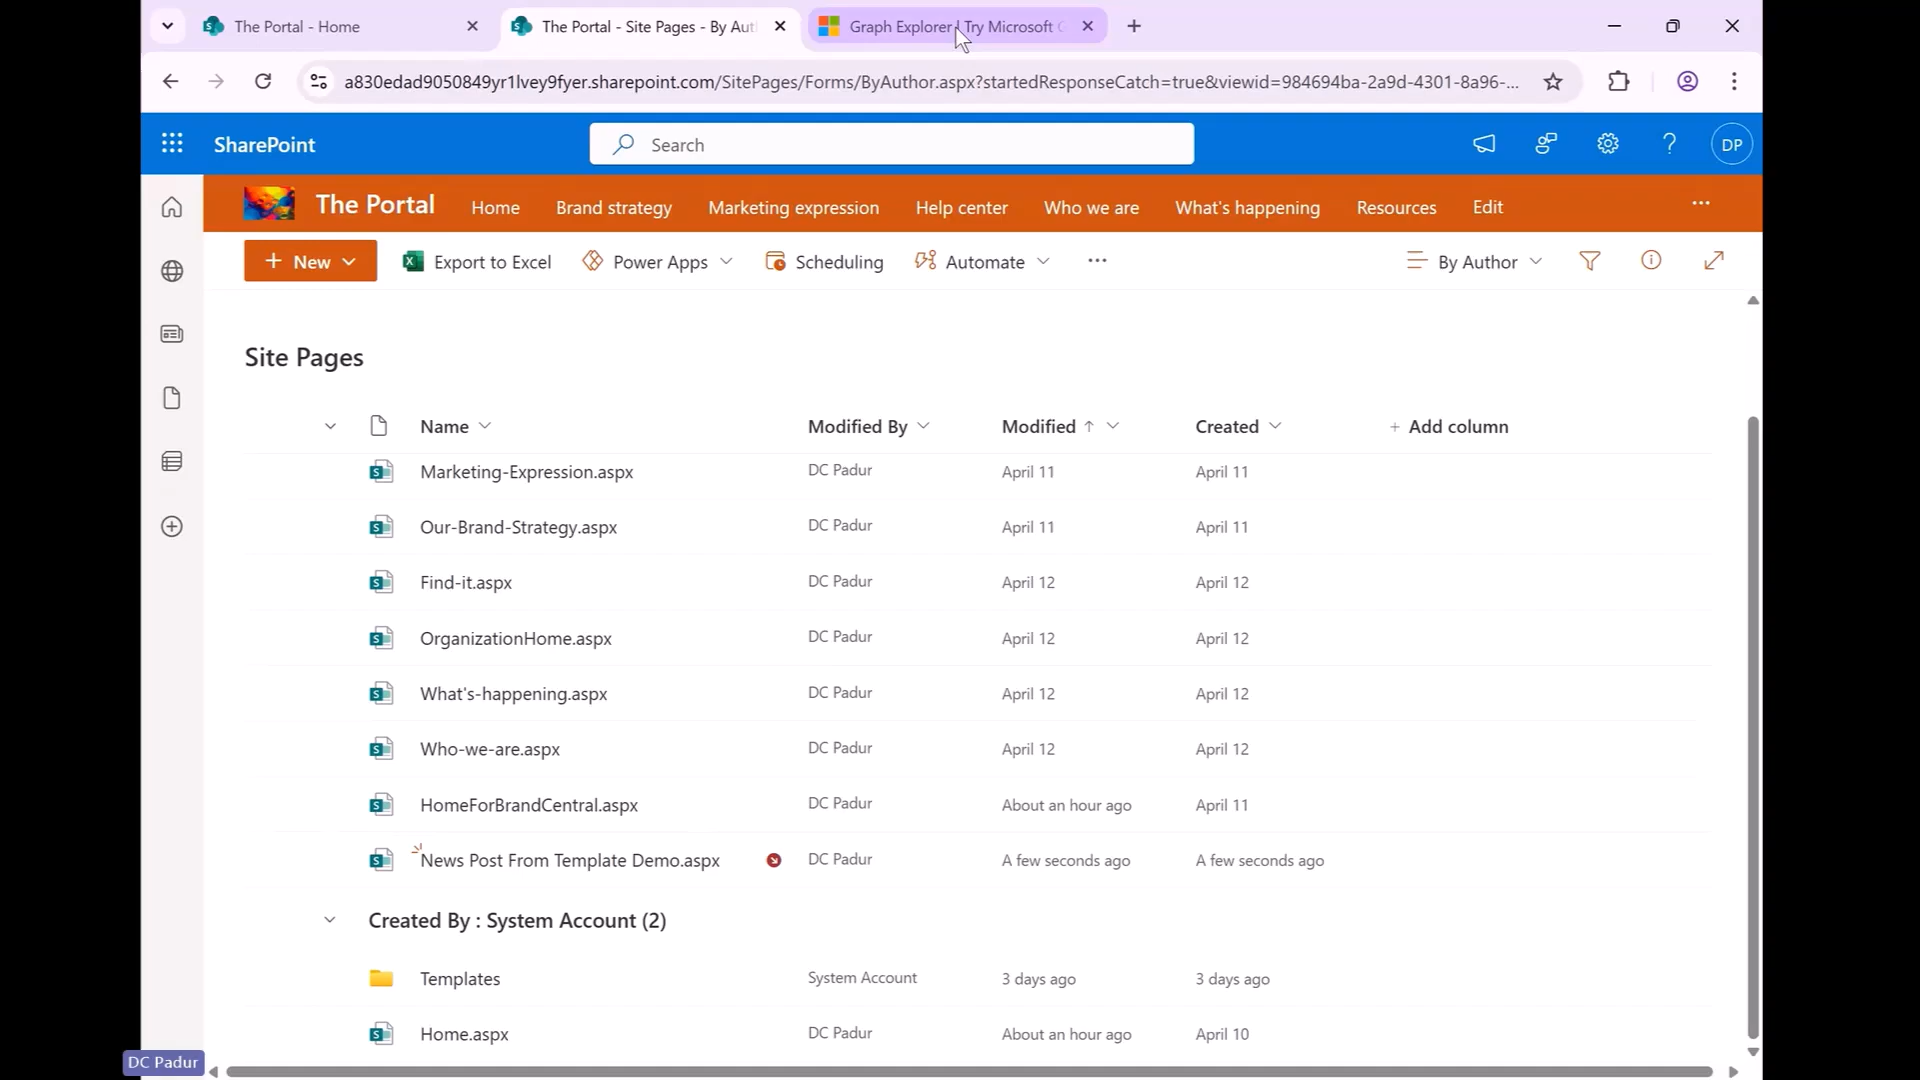 The Portal - Home
The Portal - Site Pages - By Aut
Graph Explorer | Try Microsoft G
a830edad9050849yr1lvey9fyer.sharepoint.com/SitePages/Forms/ByAuthor.aspx?startedResponseCatch=true&viewid=984694ba-2a9d-4301-8a96-...
SharePoint
Search
DP
The Portal
Home
Brand strategy
Marketing expression
Help center
Who we are
What's happening
Resources
Edit
New
Export to Excel
Power Apps
Scheduling
Automate
By Author
Site Pages
Name
Modified By
Modified
Created
+ Add column
Marketing-Expression.aspx DC Padur April 11 April 11
Our-Brand-Strategy.aspx DC Padur April 11 April 11
Find-it.aspx DC Padur April 12 April 12
OrganizationHome.aspx DC Padur April 12 April 12
What's-happening.aspx DC Padur April 12 April 12
Who-we-are.aspx DC Padur April 12 April 12
HomeForBrandCentral.aspx DC Padur About an hour ago April 11
News Post From Template Demo.aspx DC Padur A few seconds ago A few seconds ago
Created By : System Account (2)
Templates System Account 3 days ago 3 days ago
Home.aspx DC Padur About an hour ago April 10
DC Padur